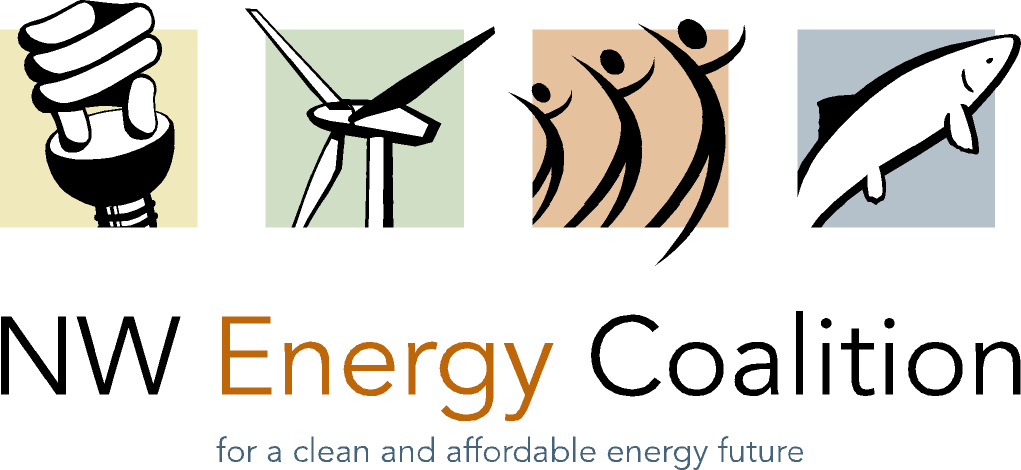 NW Energy Coalition
for a clean and affordable energy future